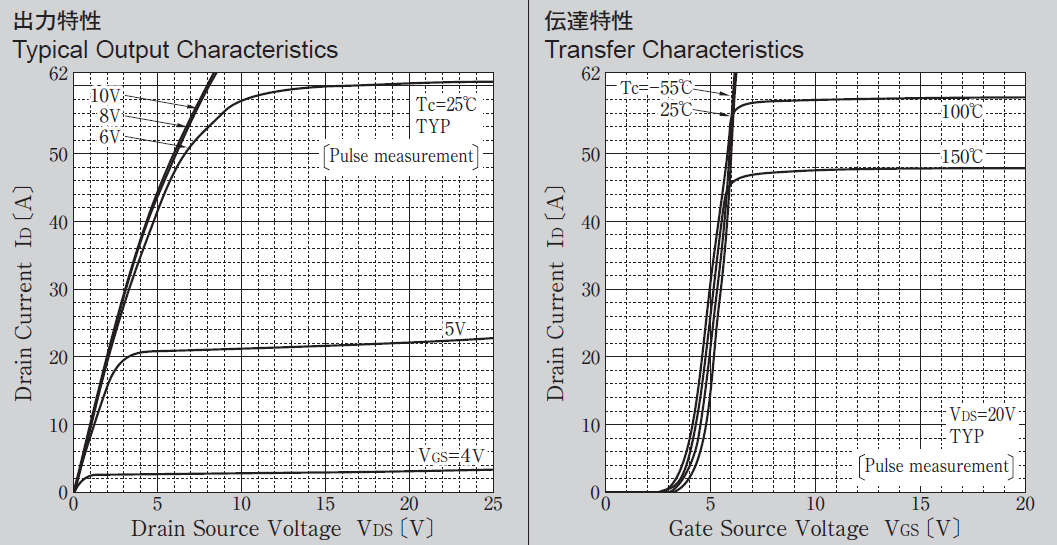 出力特性
Typical Output Characteristics
62
50
40
30
20
10
0
Drain Current ID〔A〕
10V
8V
6V
Tc=25℃
TYP
〔Pulse measurement〕
5V
VGS=4V
0 5 10 15 20 25
Drain Source Voltage VDS〔V〕
伝達特性
Transfer Characteristics
62
50
40
30
20
10
0
Drain Current ID〔A〕
Tc=−55℃
25℃
100℃
150℃
VDS=20V
TYP
〔Pulse measurement〕
0 5 10 15 20
Gate Source Voltage VGS〔V〕